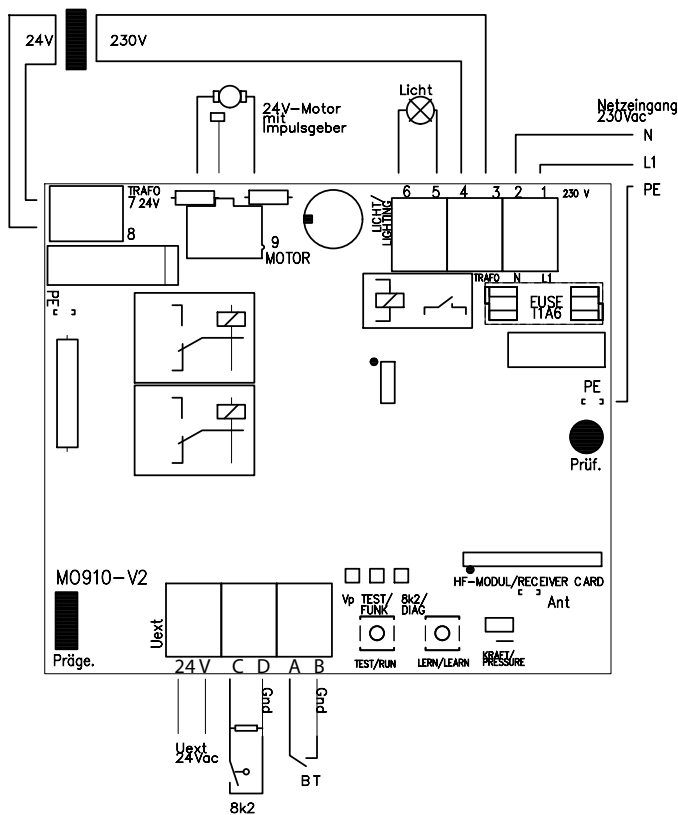 24V
230V
24V-Motor
mit
Impulsgeber
Licht
Netzeingang
230Vac
N
L1
PE
TRAFO
7 24V
8
9
MOTOR
LICHT/
LIGHTING
6 5 4 3 2 1 230 V
TRAFO N L1
FUSE
T1A6
PE
PE
Prüf.
MO910-V2
HF-MODUL/RECEIVER CARD
Ant
Vp TEST/ 8k2/
FUNK DIAG
Uext
Präge.
TEST/RUN
LERN/LEARN
KRAFT/
PRESSURE
24 V C D A B
Gnd
Gnd
Uext
24Vac
BT
8k2